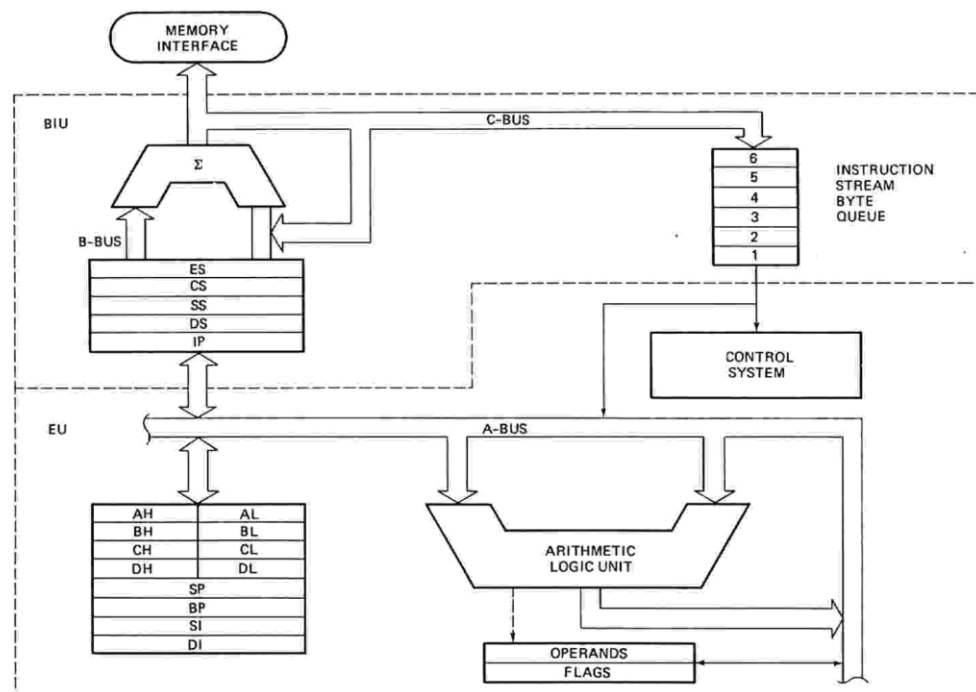 MEMORY
INTERFACE
BIU
C-BUS
Σ
B-BUS
6
5
4
3
2
1
INSTRUCTION
STREAM
BYTE
QUEUE
ES
CS
SS
DS
IP
CONTROL
SYSTEM
EU
A-BUS
AH AL
BH BL
CH CL
DH DL
SP
BP
SI
DI
ARITHMETIC
LOGIC UNIT
OPERANDS
FLAGS